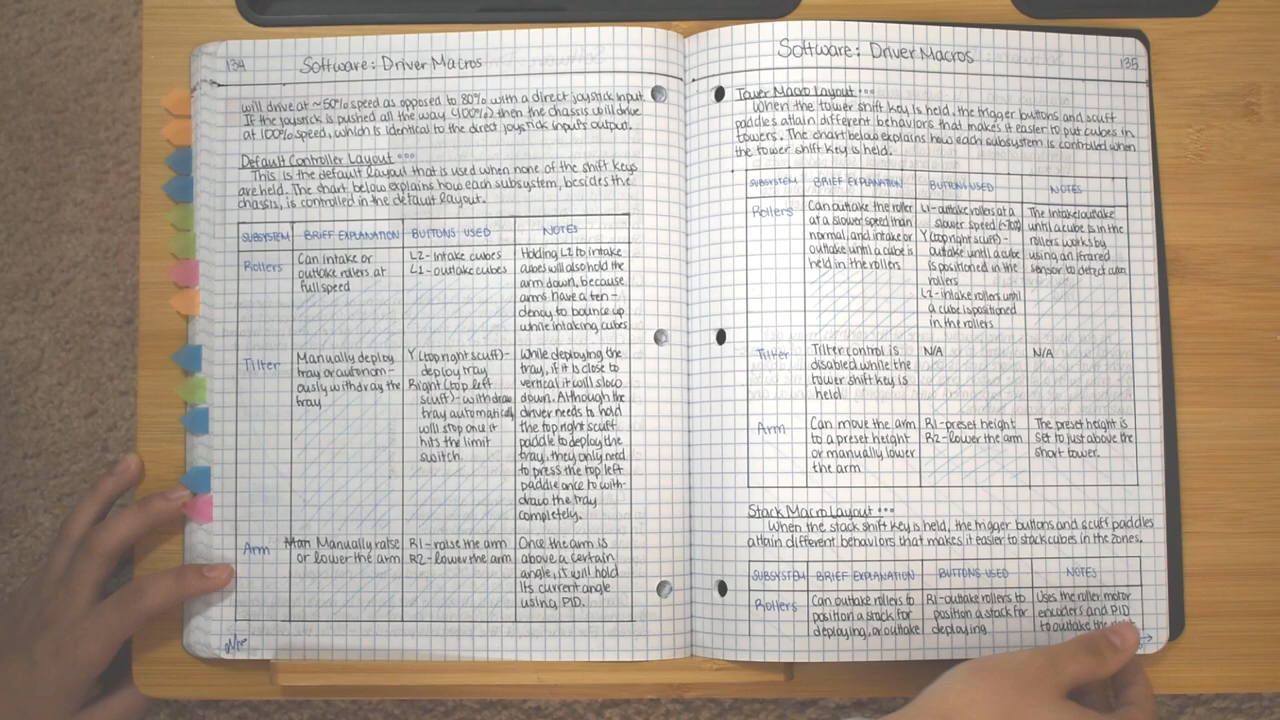 134
Software: Driver Macros
will drive at ~50% speed as opposed to 80% with a direct joystick input.
If the joystick is pushed all the way (100%) then the chassis will drive
at 100% speed, which is identical to the direct joystick inputs output.
Default Controller Layout
This is the default layout that is used when none of the shift keys
are held. The chart below explains how each subsystem, besides the
chassis, is controlled in the default layout.
SUBSYSTEM BRIEF EXPLANATION BUTTONS USED NOTES
Rollers
Can intake or
outake rollers at
full speed
L2-intake cubes
L1-outake cubes
Holding L2 to intake
cubes will also hold the
arm down, because
arms have a ten-
dency to bounce up
while intaking cubes
Tilter
Manually deploy
tray or autonom-
ously withdraw the
tray
Y (top right scuff)-
deploy tray
Right (top left
scuff)-withdraw
tray automatically
will stop once it
hits the limit
switch.
While deploying the
tray, if it is close to
vertical it will slow
down. Although the
driver needs to hold
the top right scuff
paddle to deploy the
tray, they only need
to press the top left
paddle once to with-
draw the tray
completely.
Arm
Man Manually raise
or lower the arm
R1-raise the arm
R2-lower the arm
Once the arm is
above a certain
angle, it will hold
its current angle
using PID.
Software: Driver Macros
135
Tower Macro Layout
When the tower shift key is held, the trigger buttons and scuff
paddles attain different behaviors that makes it easier to put cubes in
towers. The chart below explains how each subsystem is controlled when
the tower shift key is held.
SUBSYSTEM BRIEF EXPLANATION BUTTONS USED NOTES
Rollers
Can outake the roller
at a slower speed than
normal, and intake or
outake until a cube is
held in the rollers
L1-outake rollers at a
slower speed
Y (top right scuff)-
outake until a cube
is positioned in the
rollers
L2-intake rollers until
a cube is positioned
in the rollers
The intake/outake
until a cube is in the
rollers works by
using an infrared
sensor to detect a
Tilter
Tilter control is
disabled while the
tower shift key is
held
N/A
N/A
Arm
Can move the arm
to a preset height
or manually lower
the arm
R1-preset height
R2-lower the arm
The preset height is
set to just above the
short tower.
Stack Macro Layout
When the stack shift key is held, the trigger buttons and scuff paddles
attain different behaviors that makes it easier to stack cubes in the zones.
SUBSYSTEM BRIEF EXPLANATION BUTTONS USED NOTES
Rollers
Can outake rollers to
position a stack for
deploying, or outake
R1-outake rollers to
position a stack for
deploying
Uses the roller motor
encoders and PID
to outake the